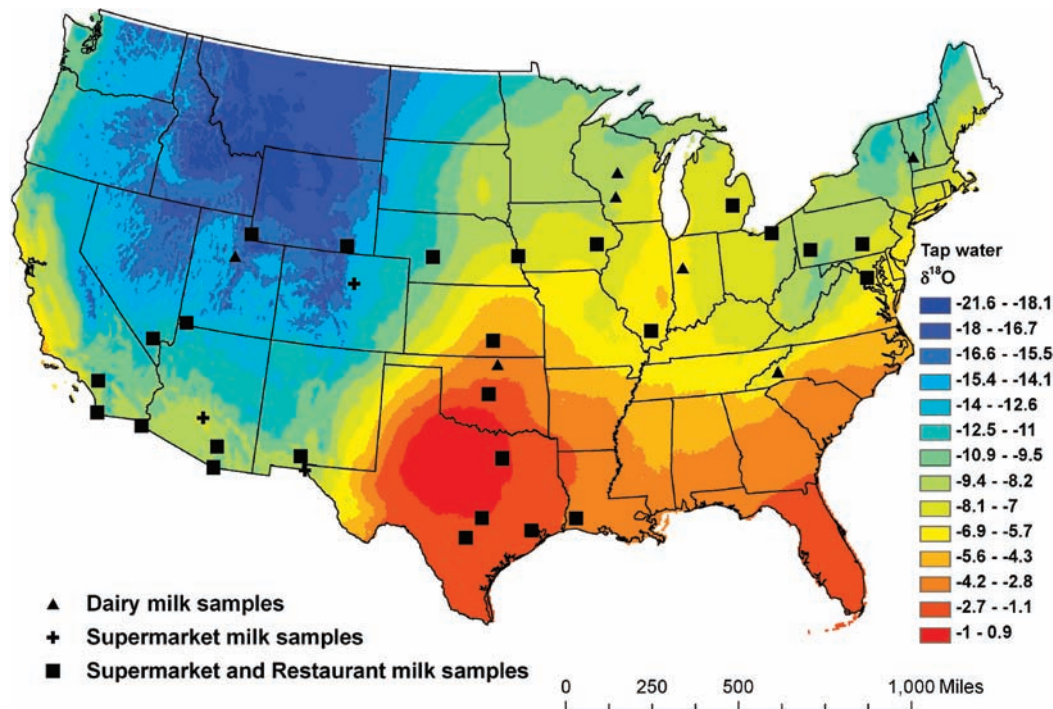 Tap water
δ¹⁸O
-21.6 - -18.1
-18 - -16.7
-16.6 - -15.5
-15.4 - -14.1
-14 - -12.6
-12.5 - -11
-10.9 - -9.5
-9.4 - -8.2
-8.1 - -7
-6.9 - -5.7
-5.6 - -4.3
-4.2 - -2.8
-2.7 - -1.1
-1 - 0.9
Dairy milk samples
Supermarket milk samples
Supermarket and Restaurant milk samples
0 250 500 1,000 Miles